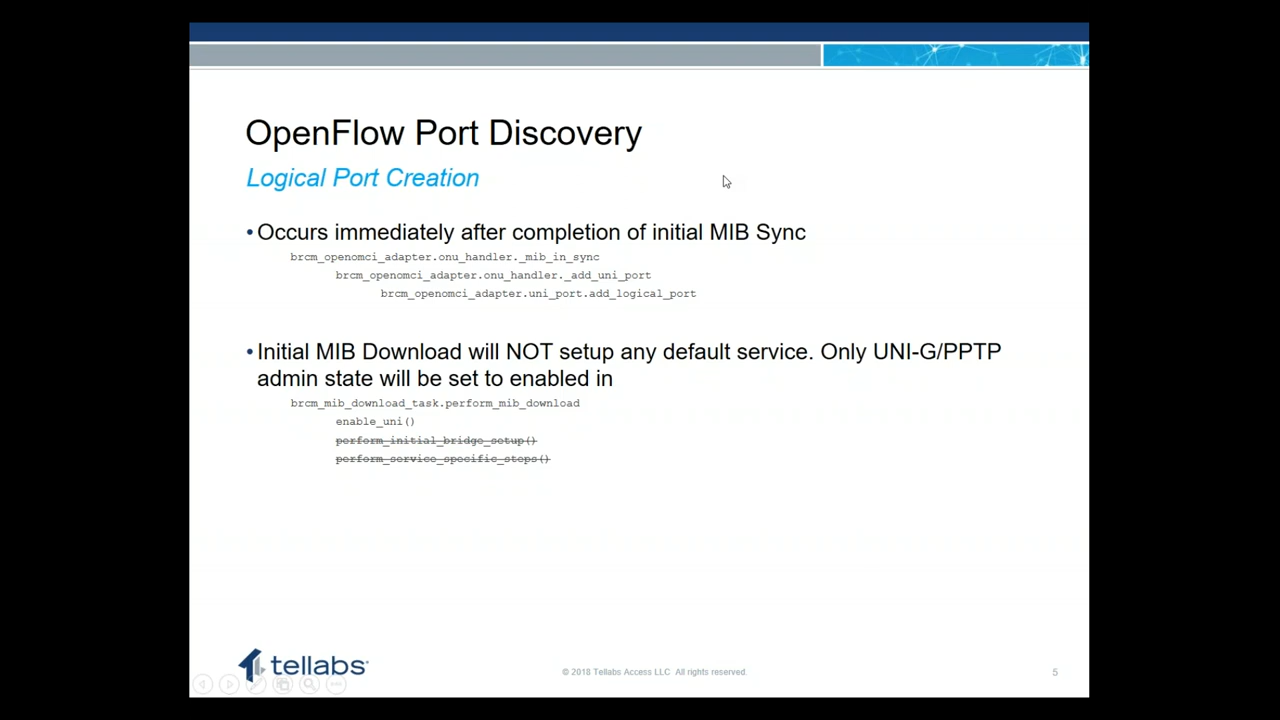 OpenFlow Port Discovery
Logical Port Creation
•Occurs immediately after completion of initial MIB Sync
brcm_openomci_adapter.onu_handler._mib_in_sync
brcm_openomci_adapter.onu_handler._add_uni_port
brcm_openomci_adapter.uni_port.add_logical_port
•Initial MIB Download will NOT setup any default service. Only UNI-G/PPTP
admin state will be set to enabled in
brcm_mib_download_task.perform_mib_download
enable_uni()
perform_initial_bridge_setup()
perform_service_specific_steps()
tellabs
© 2018 Tellabs Access LLC All rights reserved.
5